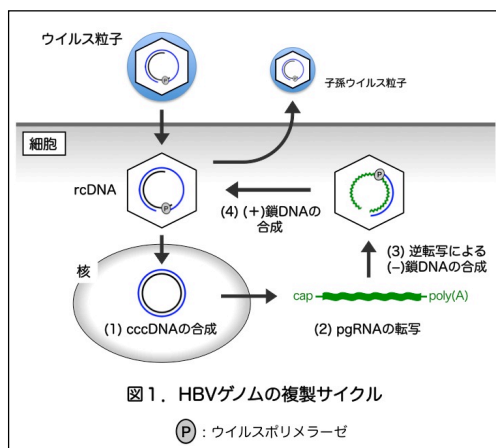 ウイルス粒子
子孫ウイルス粒子
P
細胞
rcDNA
P
P
(4) (+)鎖DNAの
合成
(3) 逆転写による
(−)鎖DNAの合成
核
cap
poly(A)
(1) cccDNAの合成
(2) pgRNAの転写
図1．HBVゲノムの複製サイクル
P : ウイルスポリメラーゼ